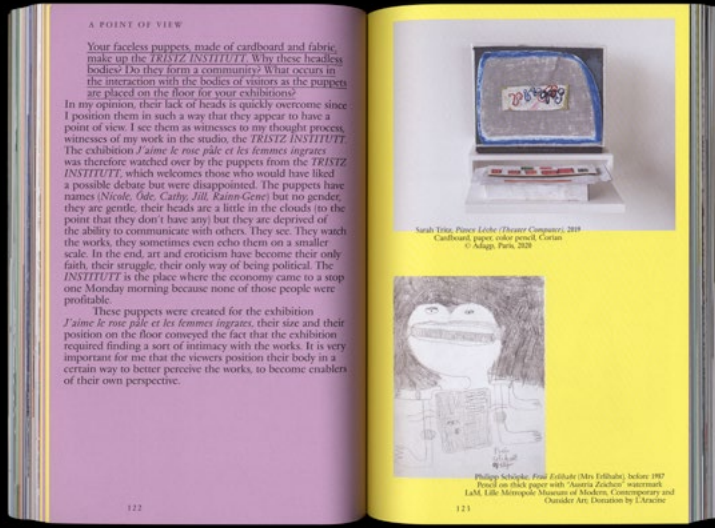 A POINT OF VIEW
Your faceless puppets, made of cardboard and fabric,
make up the TRISTZ INSTITUTT. Why these headless
bodies? Do they form a community? What occurs in
the interaction with the bodies of visitors as the puppets
are placed on the floor for your exhibitions?
In my opinion, their lack of heads is quickly overcome since
I position them in such a way that they appear to have a
point of view. I see them as witnesses to my thought process,
witnesses of my work in the studio, the TRISTZ INSTITUTT.
The exhibition J'aime le rose pâle et les femmes ingrates
was therefore watched over by the puppets from the TRISTZ
INSTITUTT, which welcomes those who would have liked
a possible debate but were disappointed. The puppets have
names (Nicole, Ode, Cathy, Jill, Rainn-Gene) but no gender,
they are gentle, their heads are a little in the clouds (to the
point that they don't have any) but they are deprived of
the ability to communicate with others. They see. They watch
the works, they sometimes even echo them on a smaller
scale. In the end, art and eroticism have become their only
faith, their struggle, their only way of being political. The
INSTITUTT is the place where the economy came to a stop
one Monday morning because none of those people were
profitable.
These puppets were created for the exhibition
J'aime le rose pâle et les femmes ingrates, their size and their
position on the floor conveyed the fact that the exhibition
required finding a sort of intimacy with the works. It is very
important for me that the viewers position their body in a
certain way to better perceive the works, to become enablers
of their own perspective.
122
Sarah Tritz, Pince Lèche (Theater Computer), 2019
Cardboard, paper, color pencil, Corian
© Adagp, Paris, 2020
Philipp Schöpke, Fraü Erlibaht (Mrs Erlibaht), before 1987
Pencil on thick paper with "Austria Zeichen" watermark
LaM, Lille Métropole Museum of Modern, Contemporary and
Outsider Art; Donation by L'Aracine
123